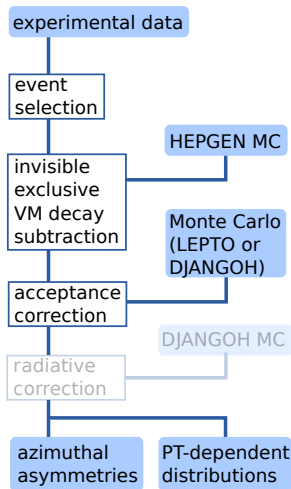 experimental data
event
selection
HEPGEN MC
invisible
exclusive
VM decay
subtraction
Monte Carlo
(LEPTO or
DJANGOH)
acceptance
correction
DJANGOH MC
radiative
correction
azimuthal
asymmetries
PT-dependent
distributions